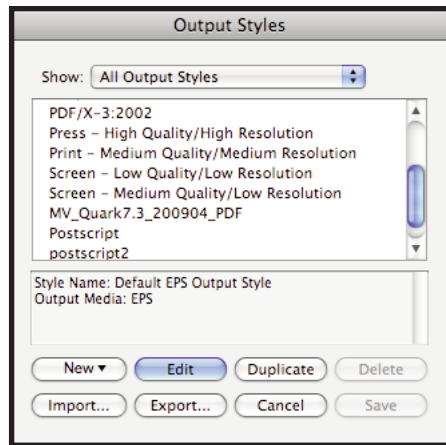 Output Styles
Show: All Output Styles
PDF/X-3:2002
Press – High Quality/High Resolution
Print – Medium Quality/Medium Resolution
Screen – Low Quality/Low Resolution
Screen – Medium Quality/Low Resolution
MV_Quark7.3_200904_PDF
Postscript
postscript2
Style Name: Default EPS Output Style
Output Media: EPS
New Edit Duplicate Delete
Import... Export... Cancel Save